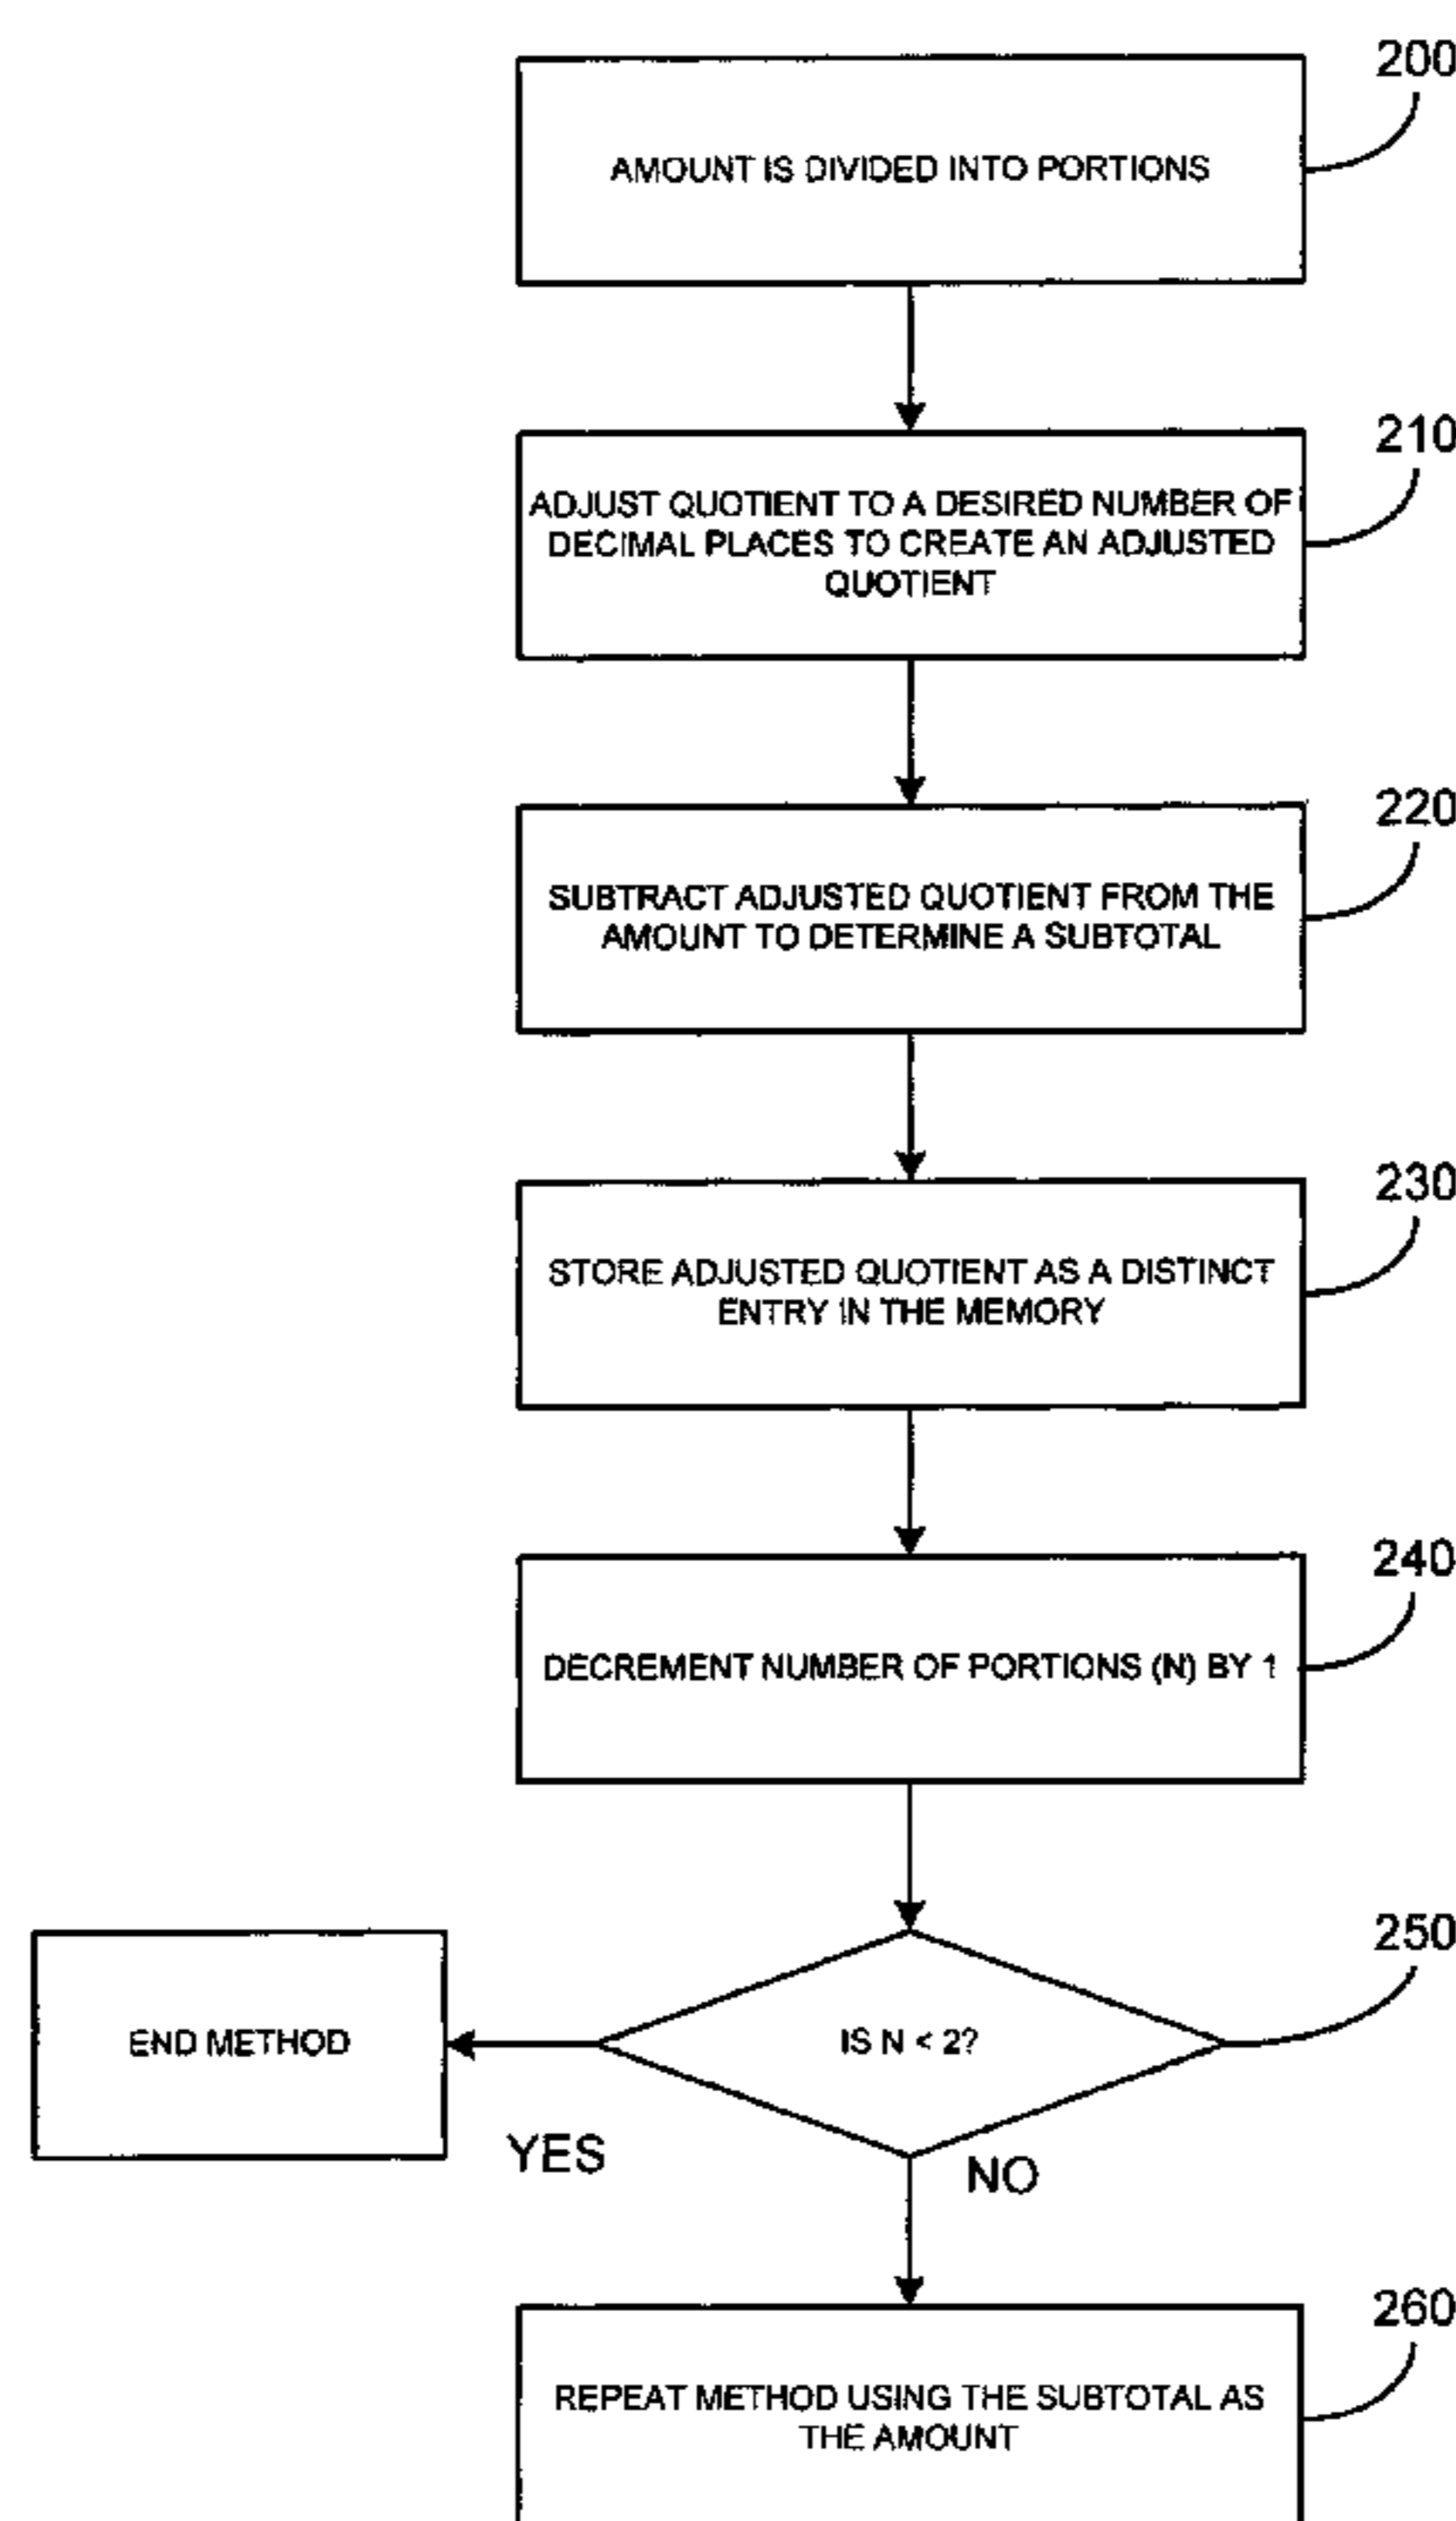 200
AMOUNT IS DIVIDED INTO PORTIONS
210
ADJUST QUOTIENT TO A DESIRED NUMBER OF
DECIMAL PLACES TO CREATE AN ADJUSTED
QUOTIENT
220
SUBTRACT ADJUSTED QUOTIENT FROM THE
AMOUNT TO DETERMINE A SUBTOTAL
230
STORE ADJUSTED QUOTIENT AS A DISTINCT
ENTRY IN THE MEMORY
240
DECREMENT NUMBER OF PORTIONS (N) BY 1
250
END METHOD
IS N < 2?
YES
NO
260
REPEAT METHOD USING THE SUBTOTAL AS
THE AMOUNT